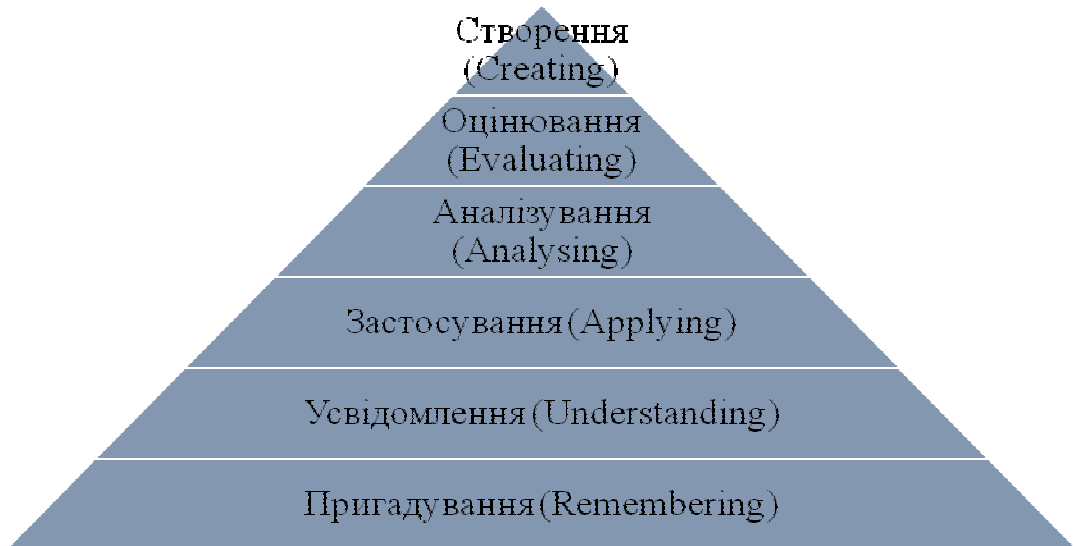 Створення
(Creating)
Оцінювання
(Evaluating)
Аналізування
(Analysing)
Застосування (Applying)
Усвідомлення (Understanding)
Пригадування (Remembering)